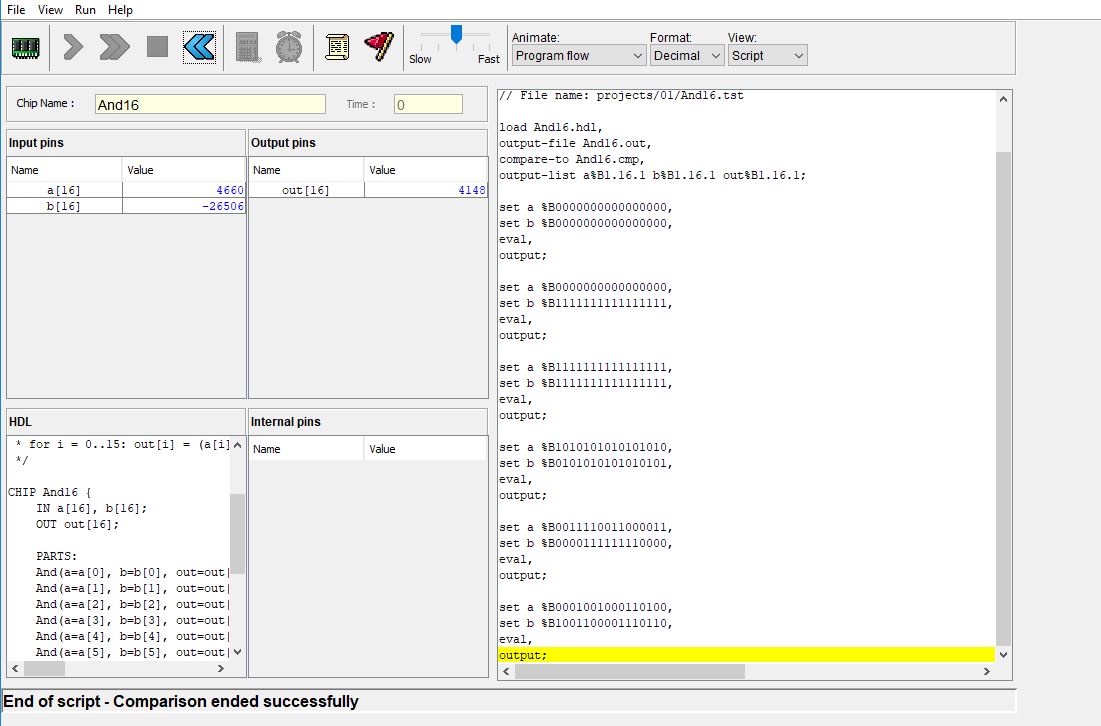 File View Run Help
Animate: Format: View:
Slow Fast Program flow Decimal Script
Chip Name : And16 Time : 0
Input pins
Name Value
a[16] 4660
b[16] -26506
Output pins
Name Value
out[16] 4148
HDL
* for i = 0..15: out[i] = (a[i]
*/
CHIP And16 {
IN a[16], b[16];
OUT out[16];
PARTS:
And(a=a[0], b=b[0], out=out[
And(a=a[1], b=b[1], out=out[
And(a=a[2], b=b[2], out=out[
And(a=a[3], b=b[3], out=out[
And(a=a[4], b=b[4], out=out[
And(a=a[5], b=b[5], out=out[
Internal pins
Name Value
// File name: projects/01/And16.tst
load And16.hdl,
output-file And16.out,
compare-to And16.cmp,
output-list a%B1.16.1 b%B1.16.1 out%B1.16.1;
set a %B0000000000000000,
set b %B0000000000000000,
eval,
output;
set a %B0000000000000000,
set b %B1111111111111111,
eval,
output;
set a %B1111111111111111,
set b %B1111111111111111,
eval,
output;
set a %B1010101010101010,
set b %B0101010101010101,
eval,
output;
set a %B0011110011000011,
set b %B0000111111110000,
eval,
output;
set a %B0001001000110100,
set b %B1001100001110110,
eval,
output;
End of script - Comparison ended successfully